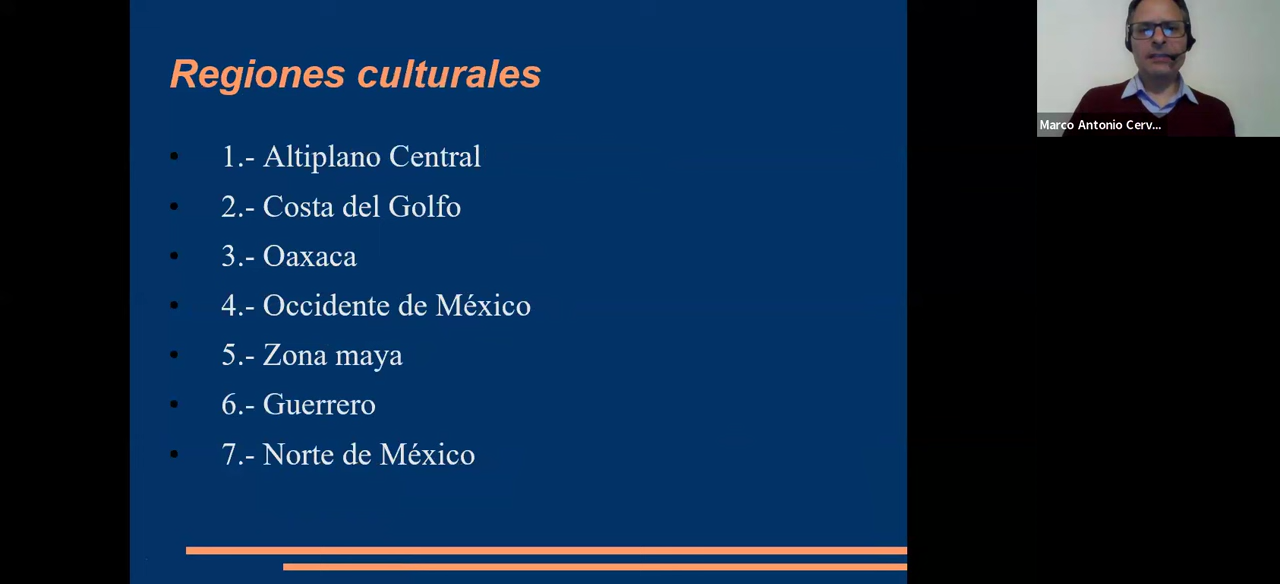 Regiones culturales
1.- Altiplano Central
2.- Costa del Golfo
3.- Oaxaca
4.- Occidente de México
5.- Zona maya
6.- Guerrero
7.- Norte de México
Marco Antonio Cerv...